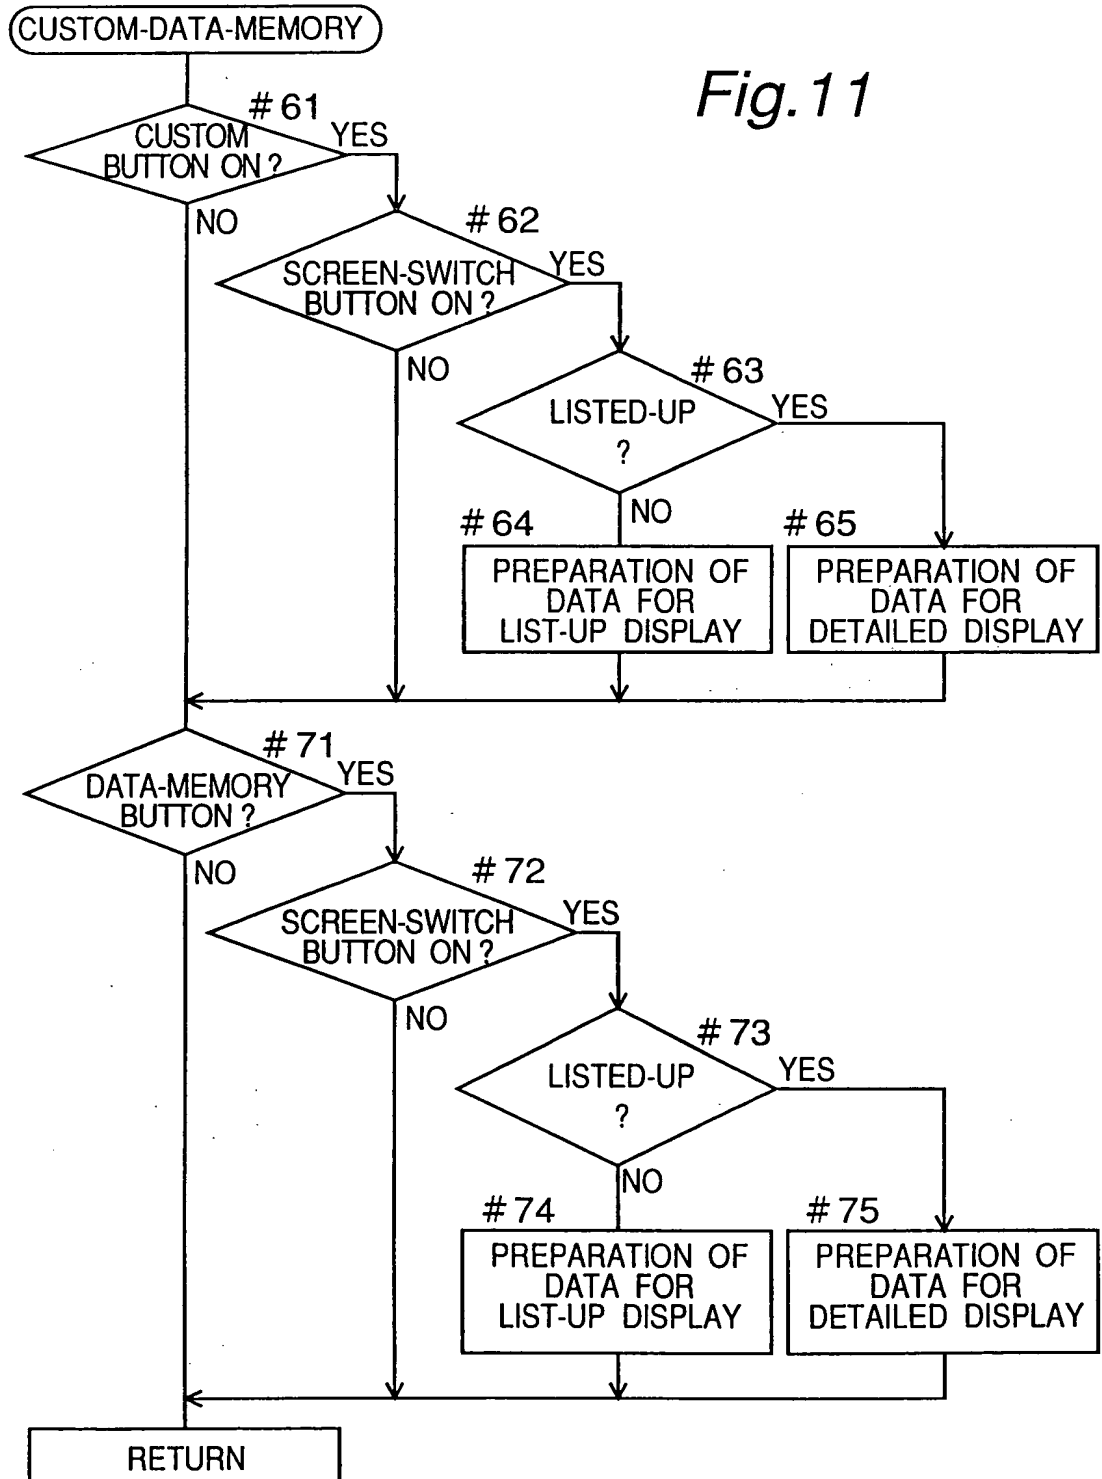 CUSTOM-DATA-MEMORY
Fig.11
#61
CUSTOM
BUTTON ON?
YES
NO
#62
SCREEN-SWITCH
BUTTON ON?
YES
NO
#63
LISTED-UP
?
YES
NO
#64
PREPARATION OF
DATA FOR
LIST-UP DISPLAY
#65
PREPARATION OF
DATA FOR
DETAILED DISPLAY
#71
DATA-MEMORY
BUTTON?
YES
NO
#72
SCREEN-SWITCH
BUTTON ON?
YES
NO
#73
LISTED-UP
?
YES
NO
#74
PREPARATION OF
DATA FOR
LIST-UP DISPLAY
#75
PREPARATION OF
DATA FOR
DETAILED DISPLAY
RETURN